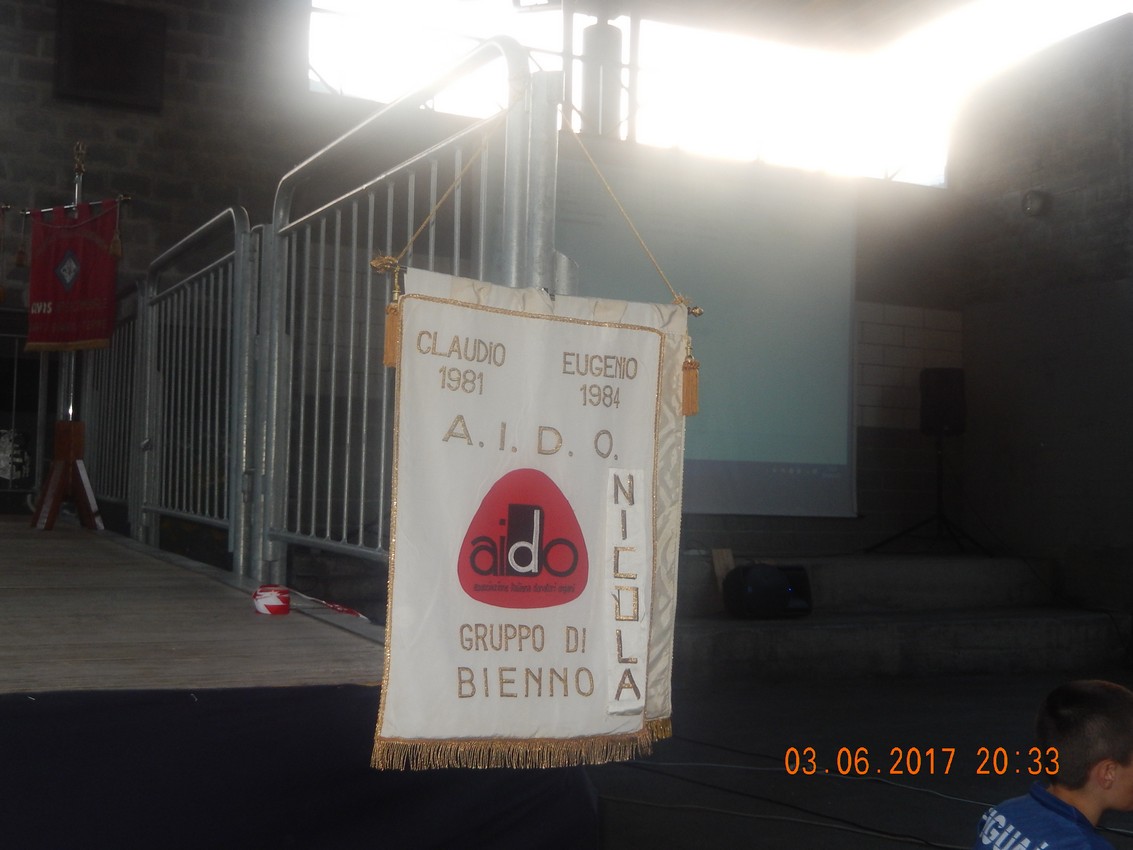 CLAUDIO
1981
EUGENIO
1984
A. I. D. O.
aido
NICOLA
GRUPPO DI
BIENNO
03.06.2017 20:33